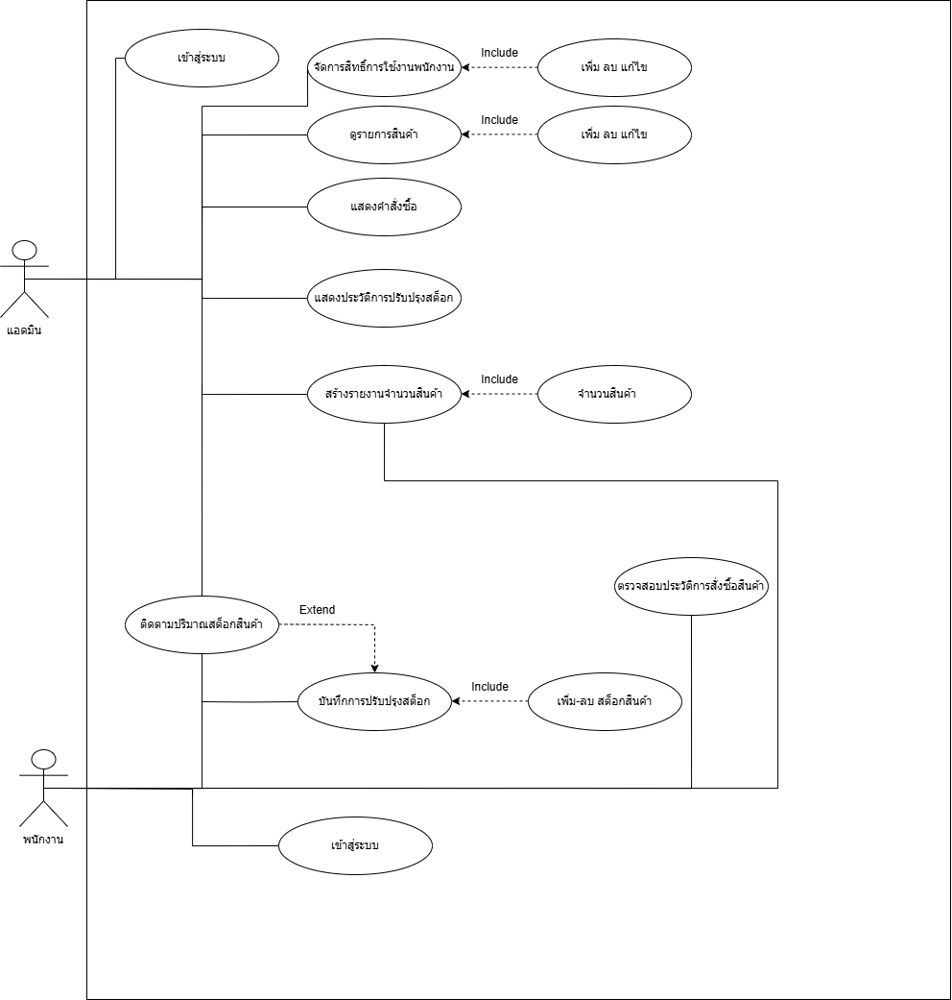 เข้าสู่ระบบ
จัดการสิทธิ์การใช้งานพนักงาน
Include
เพิ่ม ลบ แก้ไข
ดูรายการสินค้า
Include
เพิ่ม ลบ แก้ไข
แสดงคำสั่งซื้อ
แอดมิน
แสดงประวัติการปรับปรุงสต็อก
สร้างรายงานจำนวนสินค้า
Include
จำนวนสินค้า
ตรวจสอบประวัติการสั่งซื้อสินค้า
ติดตามปริมาณสต็อกสินค้า
Extend
บันทึกการปรับปรุงสต็อก
Include
เพิ่ม-ลบ สต็อกสินค้า
พนักงาน
เข้าสู่ระบบ